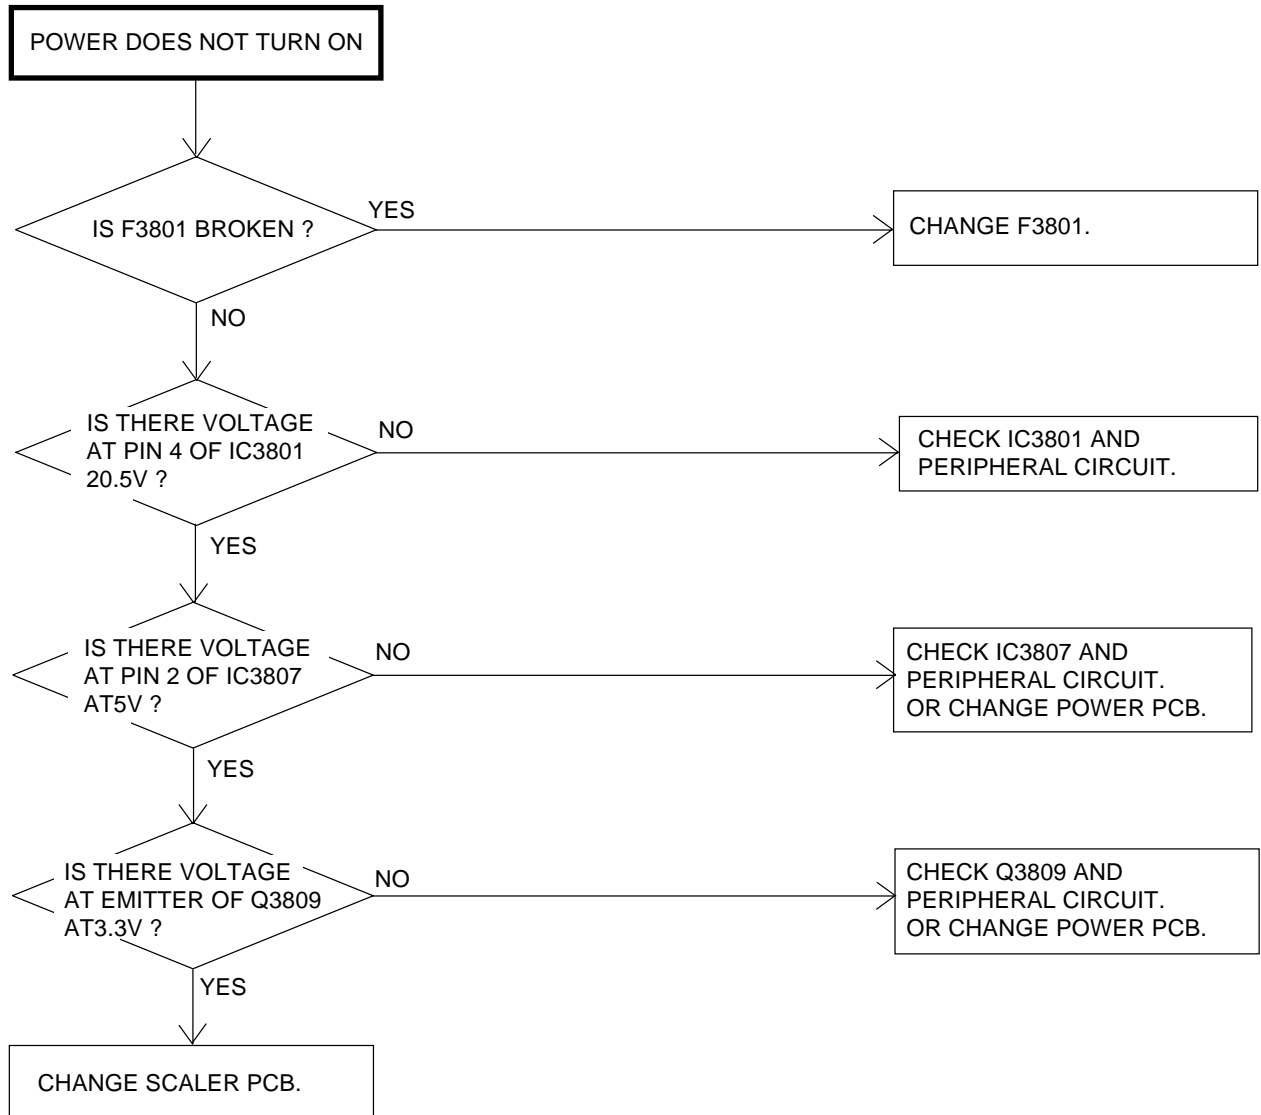 POWER DOES NOT TURN ON
IS F3801 BROKEN ?
YES
CHANGE F3801.
NO
IS THERE VOLTAGE
AT PIN 4 OF IC3801
20.5V ?
NO
CHECK IC3801 AND
PERIPHERAL CIRCUIT.
YES
IS THERE VOLTAGE
AT PIN 2 OF IC3807
AT5V ?
NO
CHECK IC3807 AND
PERIPHERAL CIRCUIT.
OR CHANGE POWER PCB.
YES
IS THERE VOLTAGE
AT EMITTER OF Q3809
AT3.3V ?
NO
CHECK Q3809 AND
PERIPHERAL CIRCUIT.
OR CHANGE POWER PCB.
YES
CHANGE SCALER PCB.